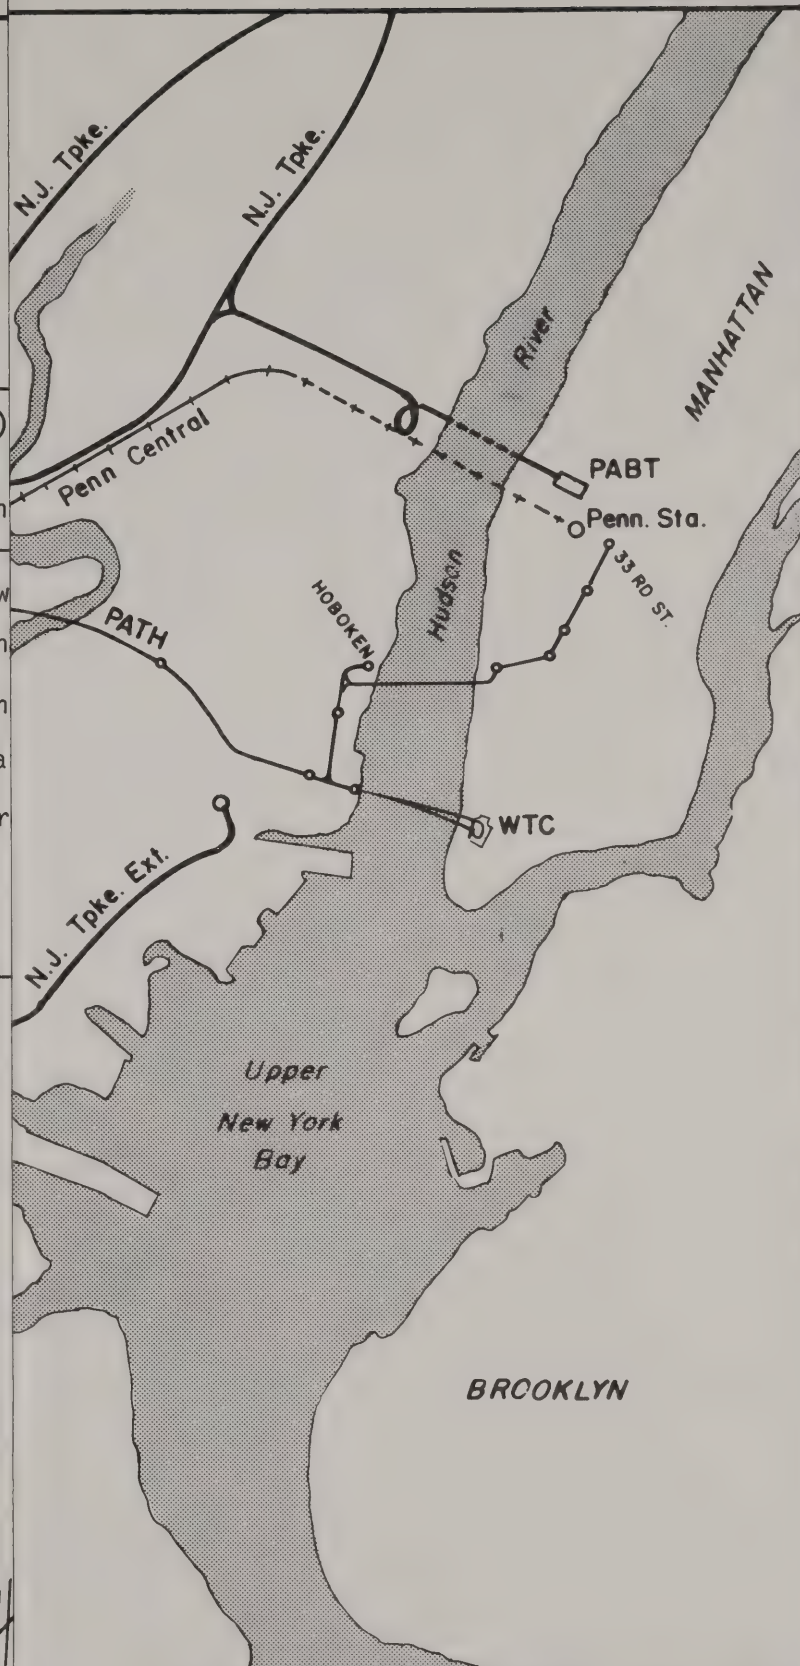 N.J. Tpke.
N.J. Tpke.
River
MANHATTAN
Penn Central
PABT
Penn. Sta.
33 RD ST.
Hudson
HOBOKEN
PATH
WTC
N.J. Tpke. Ext.
Upper
New York
Bay
BROOKLYN